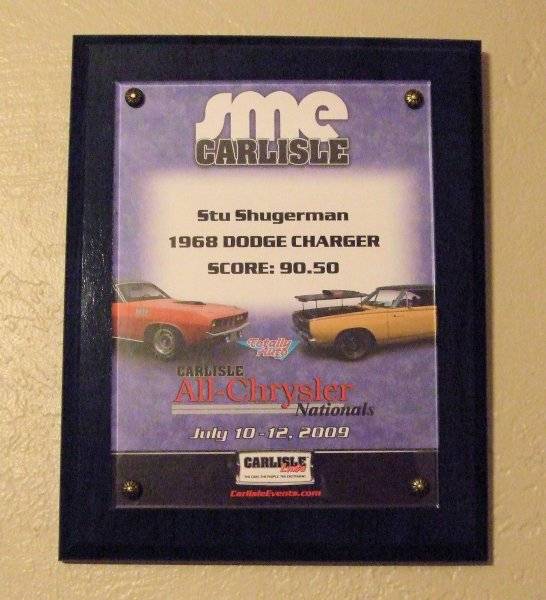 sme
CARLISLE
Stu Shugerman
1968 DODGE CHARGER
SCORE: 90.50
Totally
AUTO
CARLISLE
All-Chrysler
Nationals
July 10-12, 2009
CARLISLE
CarlisleEvents.com